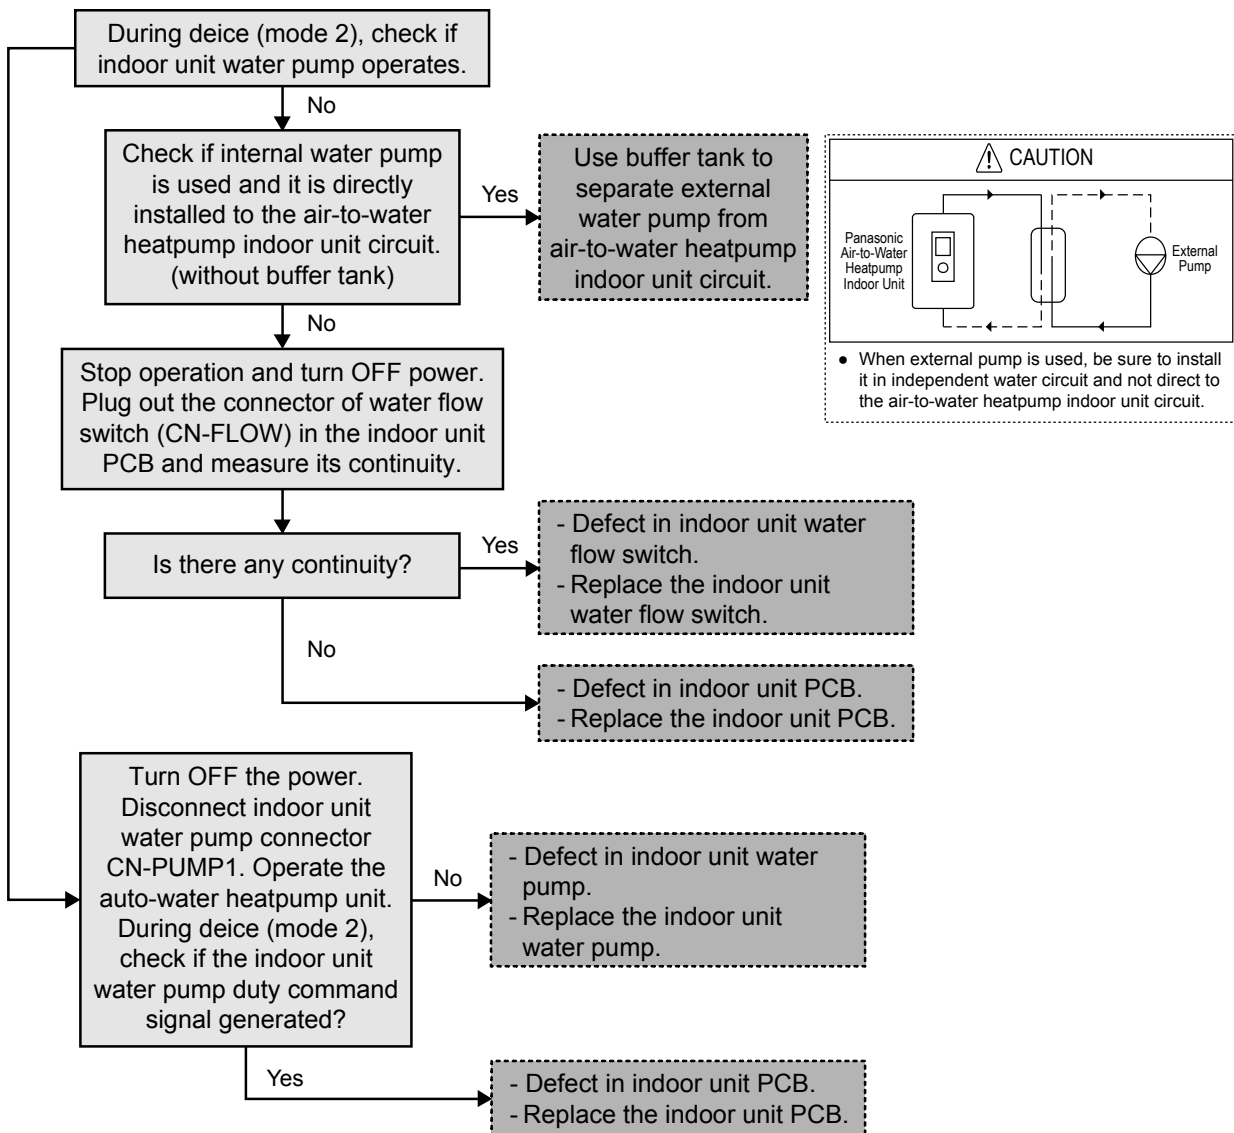 During deice (mode 2), check if
indoor unit water pump operates.
No
Check if internal water pump
is used and it is directly
installed to the air-to-water
heatpump indoor unit circuit.
(without buffer tank)
Yes
Use buffer tank to
separate external
water pump from
air-to-water heatpump
indoor unit circuit.
CAUTION
Panasonic
Air-to-Water
Heatpump
Indoor Unit
External
Pump
● When external pump is used, be sure to install
it in independent water circuit and not direct to
the air-to-water heatpump indoor unit circuit.
No
Stop operation and turn OFF power.
Plug out the connector of water flow
switch (CN-FLOW) in the indoor unit
PCB and measure its continuity.
Is there any continuity?
Yes
- Defect in indoor unit water
flow switch.
- Replace the indoor unit
water flow switch.
No
- Defect in indoor unit PCB.
- Replace the indoor unit PCB.
Turn OFF the power.
Disconnect indoor unit
water pump connector
CN-PUMP1. Operate the
auto-water heatpump unit.
During deice (mode 2),
check if the indoor unit
water pump duty command
signal generated?
No
- Defect in indoor unit water
pump.
- Replace the indoor unit
water pump.
Yes
- Defect in indoor unit PCB.
- Replace the indoor unit PCB.